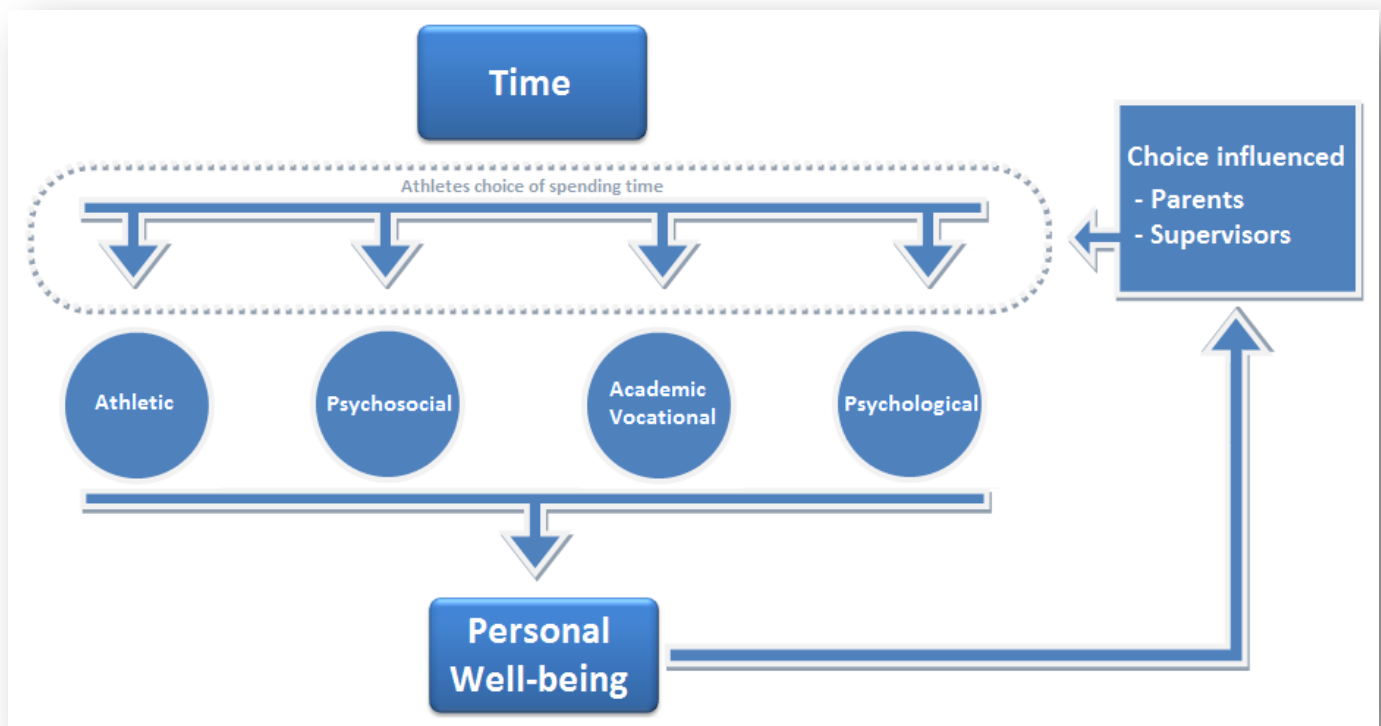 Time
Athletes choice of spending time
Choice influenced
- Parents
- Supervisors
Athletic
Psychosocial
Academic
Vocational
Psychological
Personal
Well-being